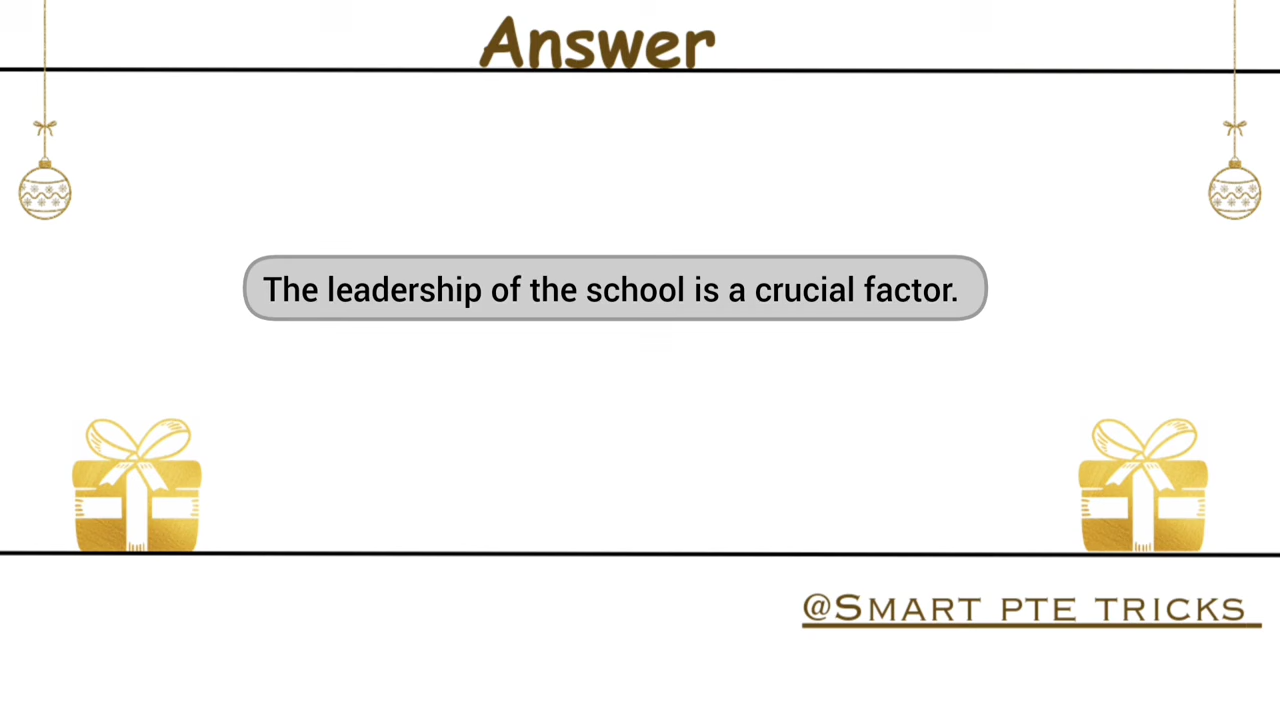 Answer
The leadership of the school is a crucial factor.
@SMART PTE TRICKS